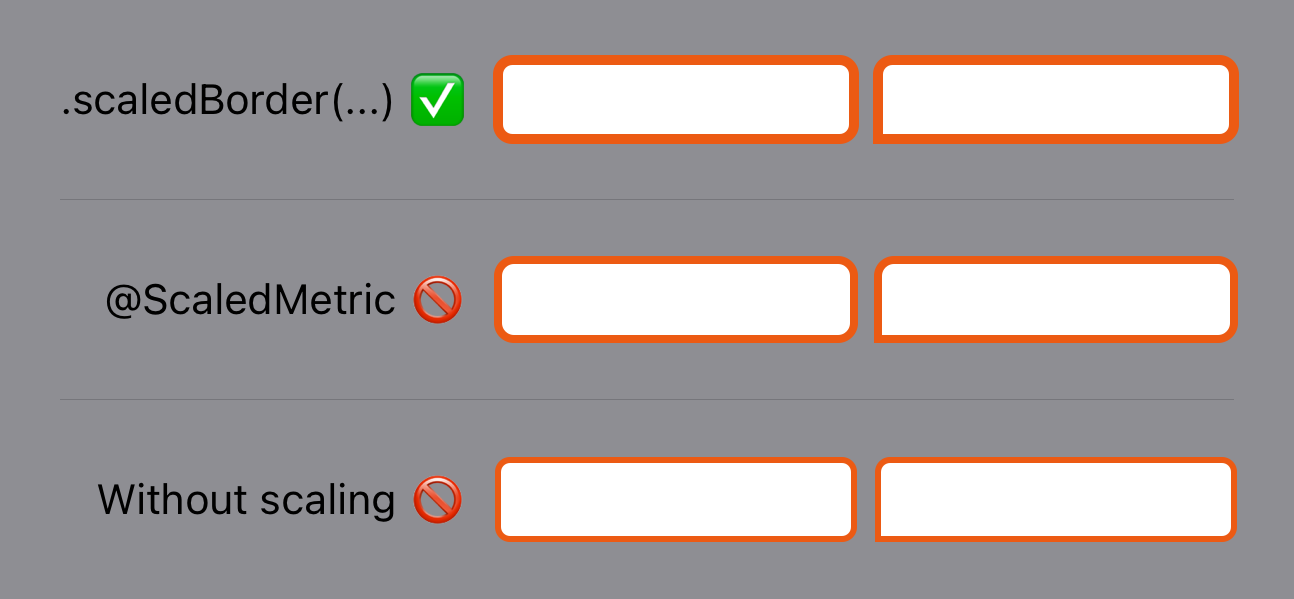 .scaledBorder(...) ✅
@ScaledMetric 🚫
Without scaling 🚫